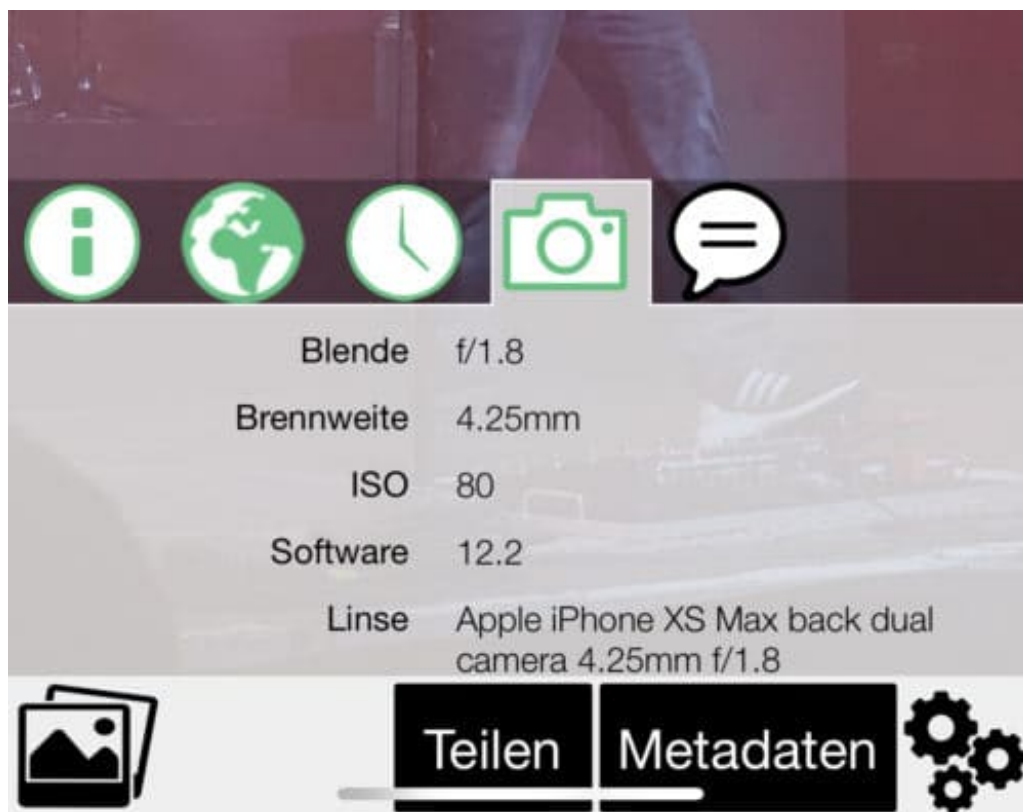 Blende f/1.8
Brennweite 4.25mm
ISO 80
Software 12.2
Linse Apple iPhone XS Max back dual
camera 4.25mm f/1.8
Teilen Metadaten